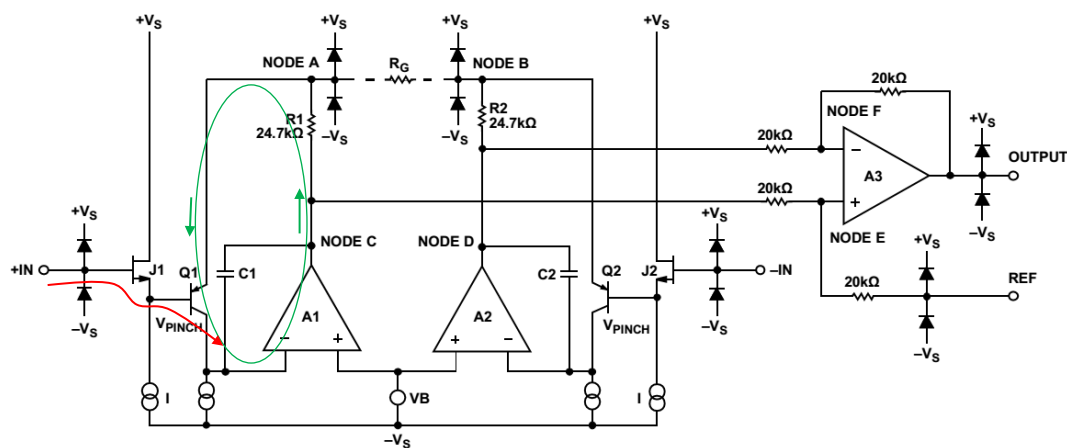 +VS
+VS
+VS
+VS
NODE A
RG
NODE B
R1
24.7kΩ
R2
24.7kΩ
–VS
–VS
20kΩ
NODE F
20kΩ
+VS
OUTPUT
A3
–
+
–VS
20kΩ
NODE E
+VS
+IN
–VS
J1
Q1
VPINCH
NODE C
C1
A1
–
+
NODE D
C2
A2
+
–
Q2
VPINCH
J2
+VS
–IN
–VS
+VS
20kΩ
REF
–VS
I
VB
I
–VS